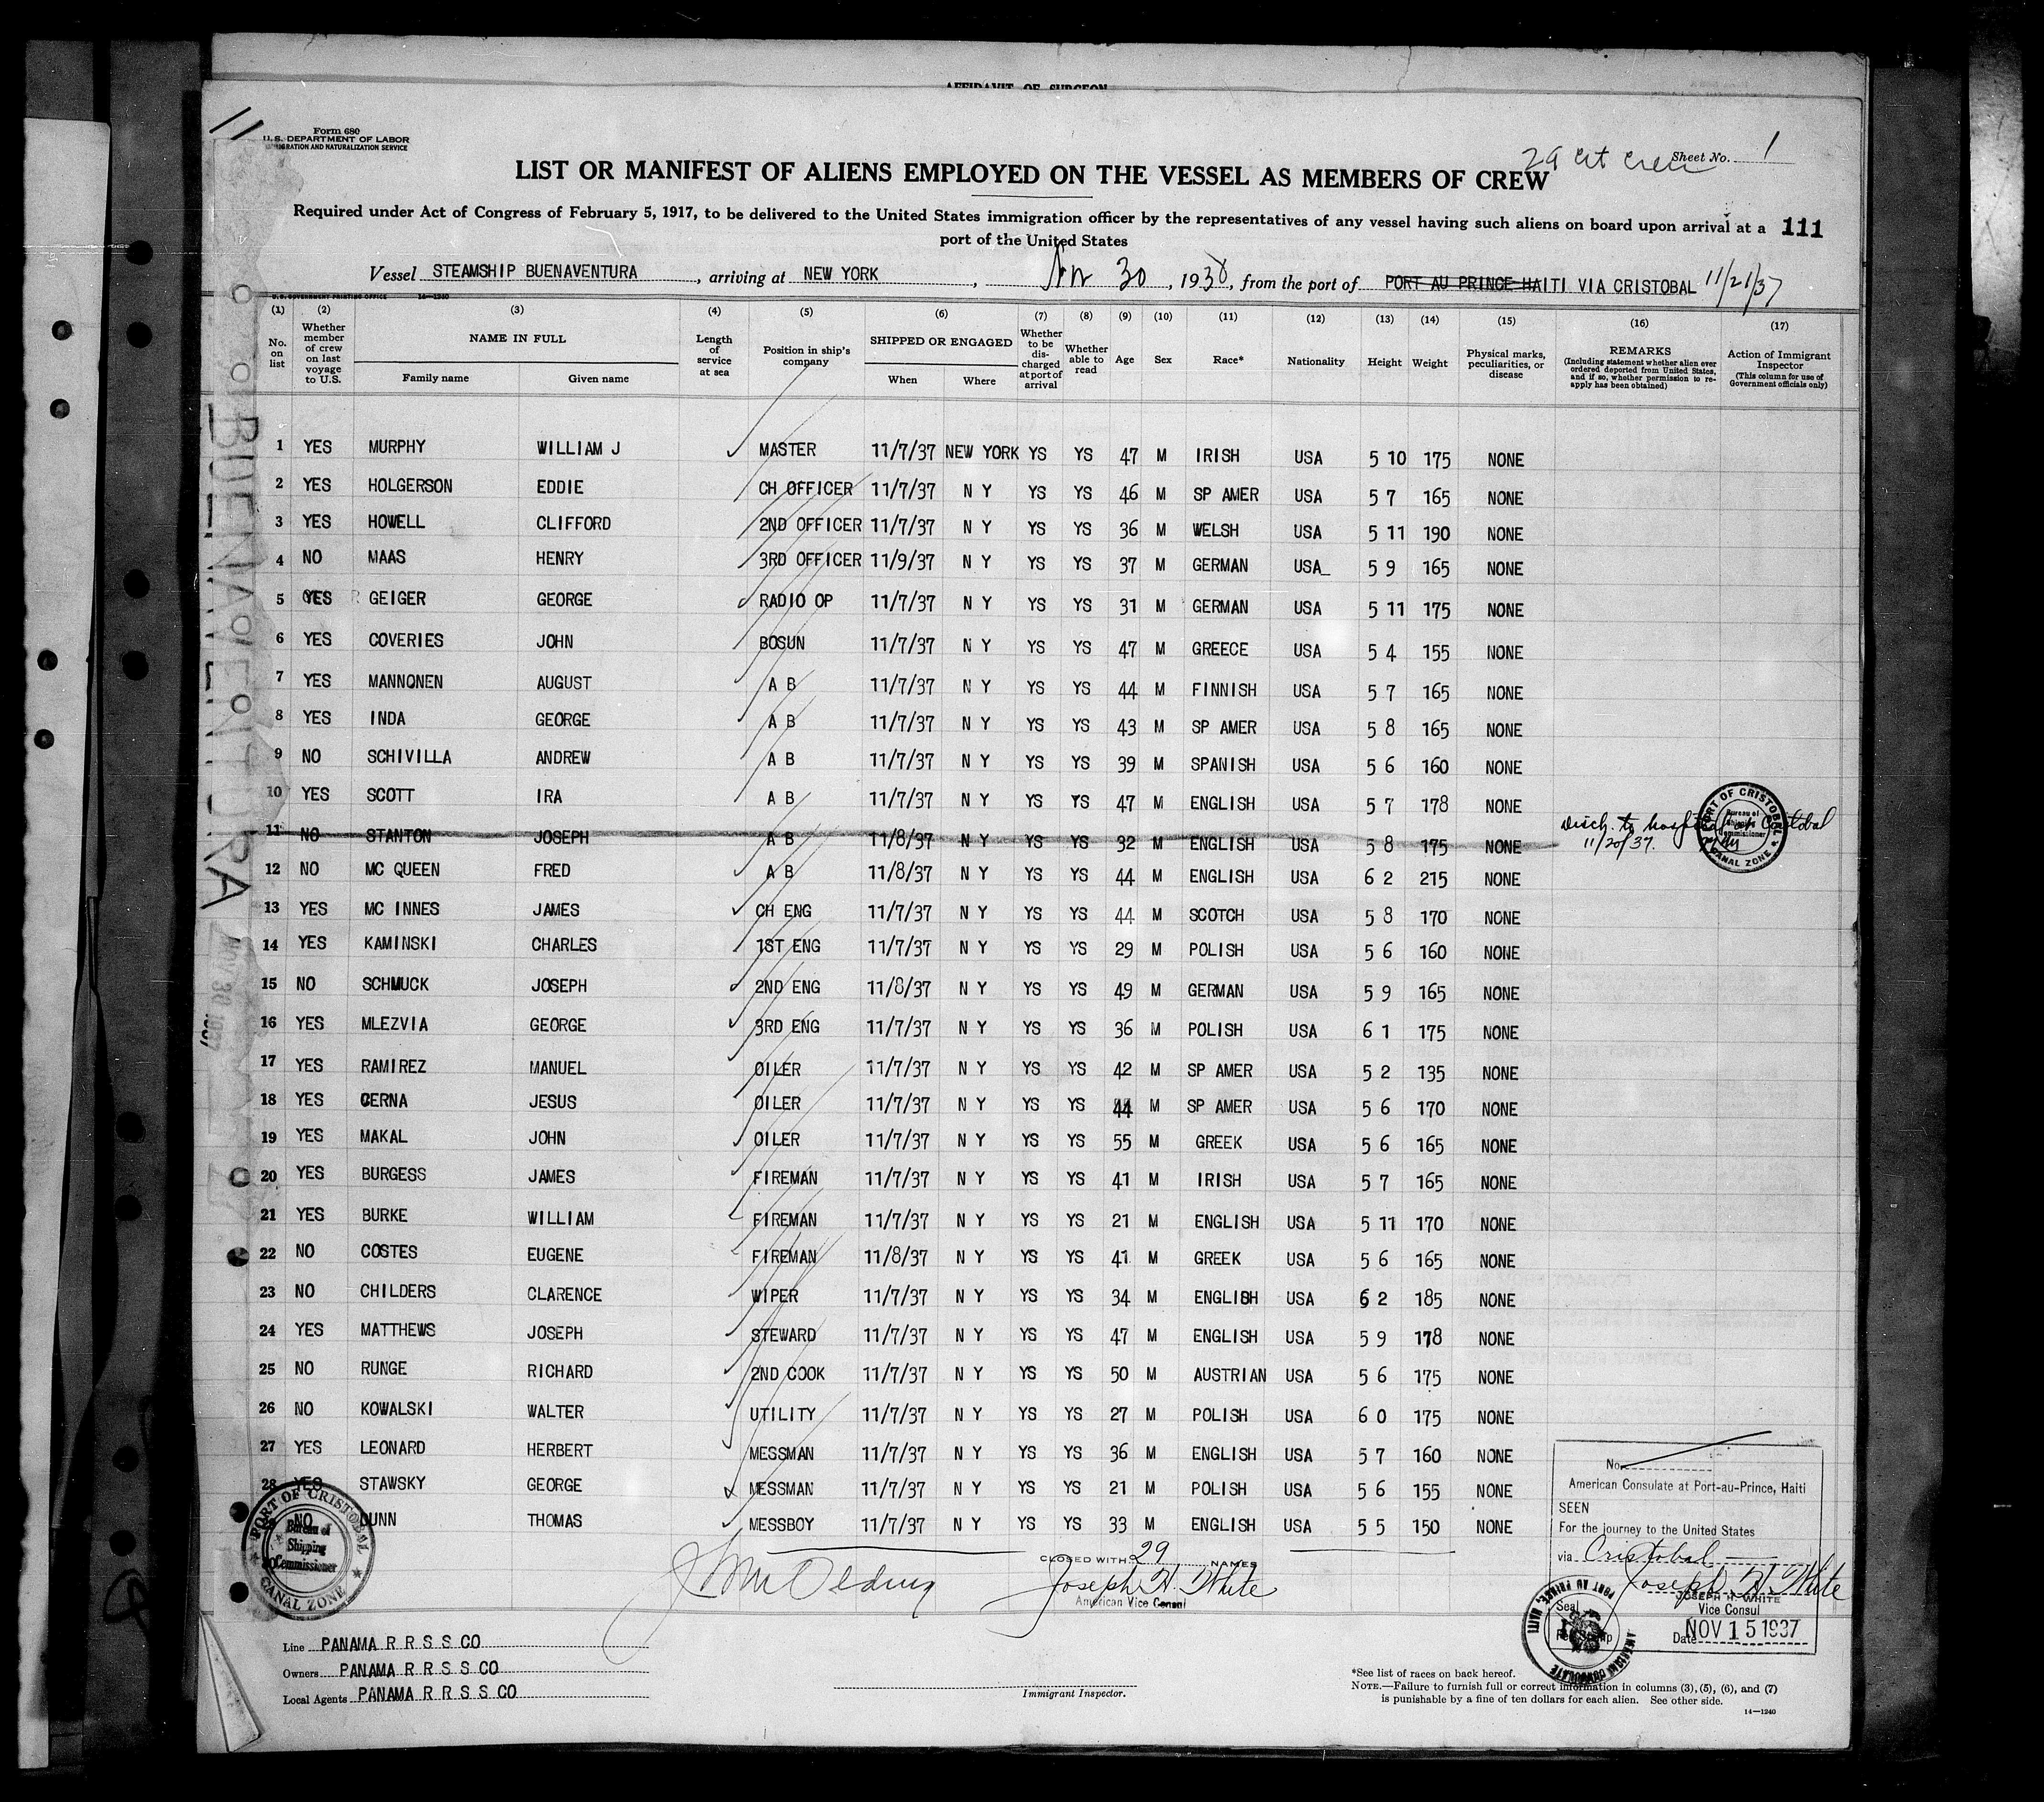 AFFIDAVIT OF SURGEON
11
Form 680
U.S. DEPARTMENT OF LABOR
IMMIGRATION AND NATURALIZATION SERVICE
29 cit crew
Sheet No. 1
LIST OR MANIFEST OF ALIENS EMPLOYED ON THE VESSEL AS MEMBERS OF CREW
Required under Act of Congress of February 5, 1917, to be delivered to the United States immigration officer by the representatives of any vessel having such aliens on board upon arrival at a 111
port of the United States
Vessel STEAMSHIP BUENAVENTURA, arriving at NEW YORK, Nov 30, 193, from the port of PORT AU PRINCE HAITI VIA CRISTOBAL 11/21/37
U.S. GOVERNMENT PRINTING OFFICE 14—1240
(1) (2) (3) (4) (5) (6) (7) (8) (9) (10) (11) (12) (13) (14) (15) (16) (17)
No. on list
Whether member of crew on last voyage to U.S.
NAME IN FULL
Family name
Given name
Length of service at sea
Position in ship's company
SHIPPED OR ENGAGED
When
Where
Whether to be discharged at port of arrival
Whether able to read
Age
Sex
Race*
Nationality
Height
Weight
Physical marks, peculiarities, or disease
REMARKS
(Including statement whether alien ever ordered deported from United States, and if so, whether permission to reapply has been obtained)
Action of Immigrant Inspector
(This column for use of Government officials only)
1 YES MURPHY WILLIAM J MASTER 11/7/37 NEW YORK YS YS 47 M IRISH USA 5 10 175 NONE
2 YES HOLGERSON EDDIE CH OFFICER 11/7/37 N Y YS YS 46 M SP AMER USA 5 7 165 NONE
3 YES HOWELL CLIFFORD 2ND OFFICER 11/7/37 N Y YS YS 36 M WELSH USA 5 11 190 NONE
4 NO MAAS HENRY 3RD OFFICER 11/9/37 N Y YS YS 37 M GERMAN USA_ 5 9 165 NONE
5 YES GEIGER GEORGE RADIO OP 11/7/37 N Y YS YS 31 M GERMAN USA 5 11 175 NONE
6 YES COVERIES JOHN BOSUN 11/7/37 N Y YS YS 47 M GREECE USA 5 4 155 NONE
7 YES MANNONEN AUGUST A B 11/7/37 N Y YS YS 44 M FINNISH USA 5 7 165 NONE
8 YES INDA GEORGE A B 11/7/37 N Y YS YS 43 M SP AMER USA 5 8 165 NONE
9 NO SCHIVILLA ANDREW A B 11/7/37 N Y YS YS 39 M SPANISH USA 5 6 160 NONE
10 YES SCOTT IRA A B 11/7/37 N Y YS YS 47 M ENGLISH USA 5 7 178 NONE
11 NO STANTON JOSEPH A B 11/8/37 N Y YS YS 32 M ENGLISH USA 5 8 175 NONE Disch. to hospital at Cristobal 11/20/37.
12 NO MC QUEEN FRED A B 11/8/37 N Y YS YS 44 M ENGLISH USA 6 2 215 NONE
13 YES MC INNES JAMES CH ENG 11/7/37 N Y YS YS 44 M SCOTCH USA 5 8 170 NONE
14 YES KAMINSKI CHARLES 1ST ENG 11/7/37 N Y YS YS 29 M POLISH USA 5 6 160 NONE
15 NO SCHMUCK JOSEPH 2ND ENG 11/8/37 N Y YS YS 49 M GERMAN USA 5 9 165 NONE
16 YES MLEZVIA GEORGE 3RD ENG 11/7/37 N Y YS YS 36 M POLISH USA 6 1 175 NONE
17 YES RAMIREZ MANUEL OILER 11/7/37 N Y YS YS 42 M SP AMER USA 5 2 135 NONE
18 YES CERNA JESUS OILER 11/7/37 N Y YS YS 44 M SP AMER USA 5 6 170 NONE
19 YES MAKAL JOHN OILER 11/7/37 N Y YS YS 55 M GREEK USA 5 6 165 NONE
20 YES BURGESS JAMES FIREMAN 11/7/37 N Y YS YS 41 M IRISH USA 5 7 165 NONE
21 YES BURKE WILLIAM FIREMAN 11/7/37 N Y YS YS 21 M ENGLISH USA 5 11 170 NONE
22 NO COSTES EUGENE FIREMAN 11/8/37 N Y YS YS 41 M GREEK USA 5 6 165 NONE
23 NO CHILDERS CLARENCE WIPER 11/7/37 N Y YS YS 34 M ENGLISH USA 6 2 185 NONE
24 YES MATTHEWS JOSEPH STEWARD 11/7/37 N Y YS YS 47 M ENGLISH USA 5 9 178 NONE
25 NO RUNGE RICHARD 2ND COOK 11/7/37 N Y YS YS 50 M AUSTRIAN USA 5 6 175 NONE
26 NO KOWALSKI WALTER UTILITY 11/7/37 N Y YS YS 27 M POLISH USA 6 0 175 NONE
27 YES LEONARD HERBERT MESSMAN 11/7/37 N Y YS YS 36 M ENGLISH USA 5 7 160 NONE
28 YES STAWSKY GEORGE MESSMAN 11/7/37 N Y YS YS 21 M POLISH USA 5 6 155 NONE
NO DUNN THOMAS MESSBOY 11/7/37 N Y YS YS 33 M ENGLISH USA 5 5 150 NONE
BUENAVENTURA
NOV 30 1937
PORT OF CRISTOBAL
Bureau of Shipping Commissioner
CANAL ZONE
PORT OF CRISTOBAL
Bureau of Shipping Commissioner
CANAL ZONE
CLOSED WITH 29 NAMES
Joseph H. White
American Vice Consul
No.
American Consulate at Port-au-Prince, Haiti
SEEN
For the journey to the United States
via Cristobal
Joseph H. White
JOSEPH H. WHITE
Vice Consul
Seal
Date NOV 15 1937
AMERICAN CONSULATE
PORT AU PRINCE, HAITI
Line PANAMA R R S S CO
Owners PANAMA R R S S CO
Local Agents PANAMA R R S S CO
Immigrant Inspector.
*See list of races on back hereof.
NOTE.—Failure to furnish full or correct information in columns (3), (5), (6), and (7)
is punishable by a fine of ten dollars for each alien. See other side.
14—1240